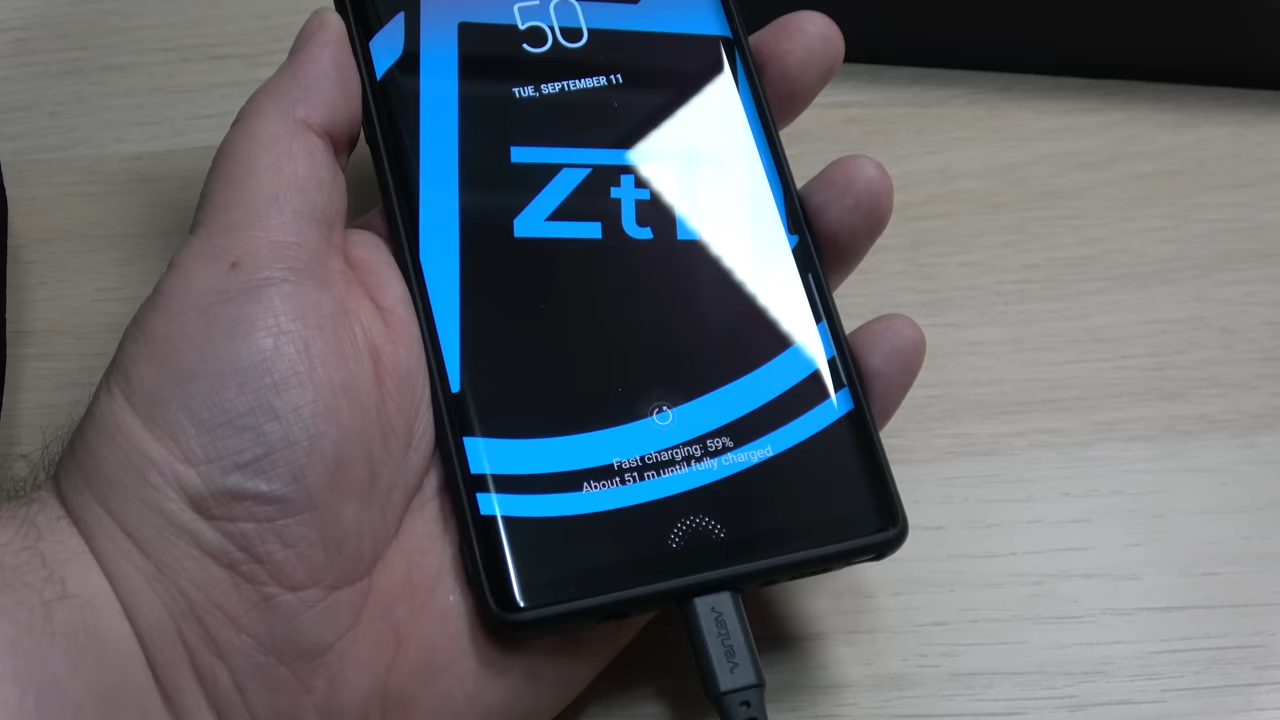 50
TUE, SEPTEMBER 11
Fast charging: 59%
About 51 m until fully charged
ventev